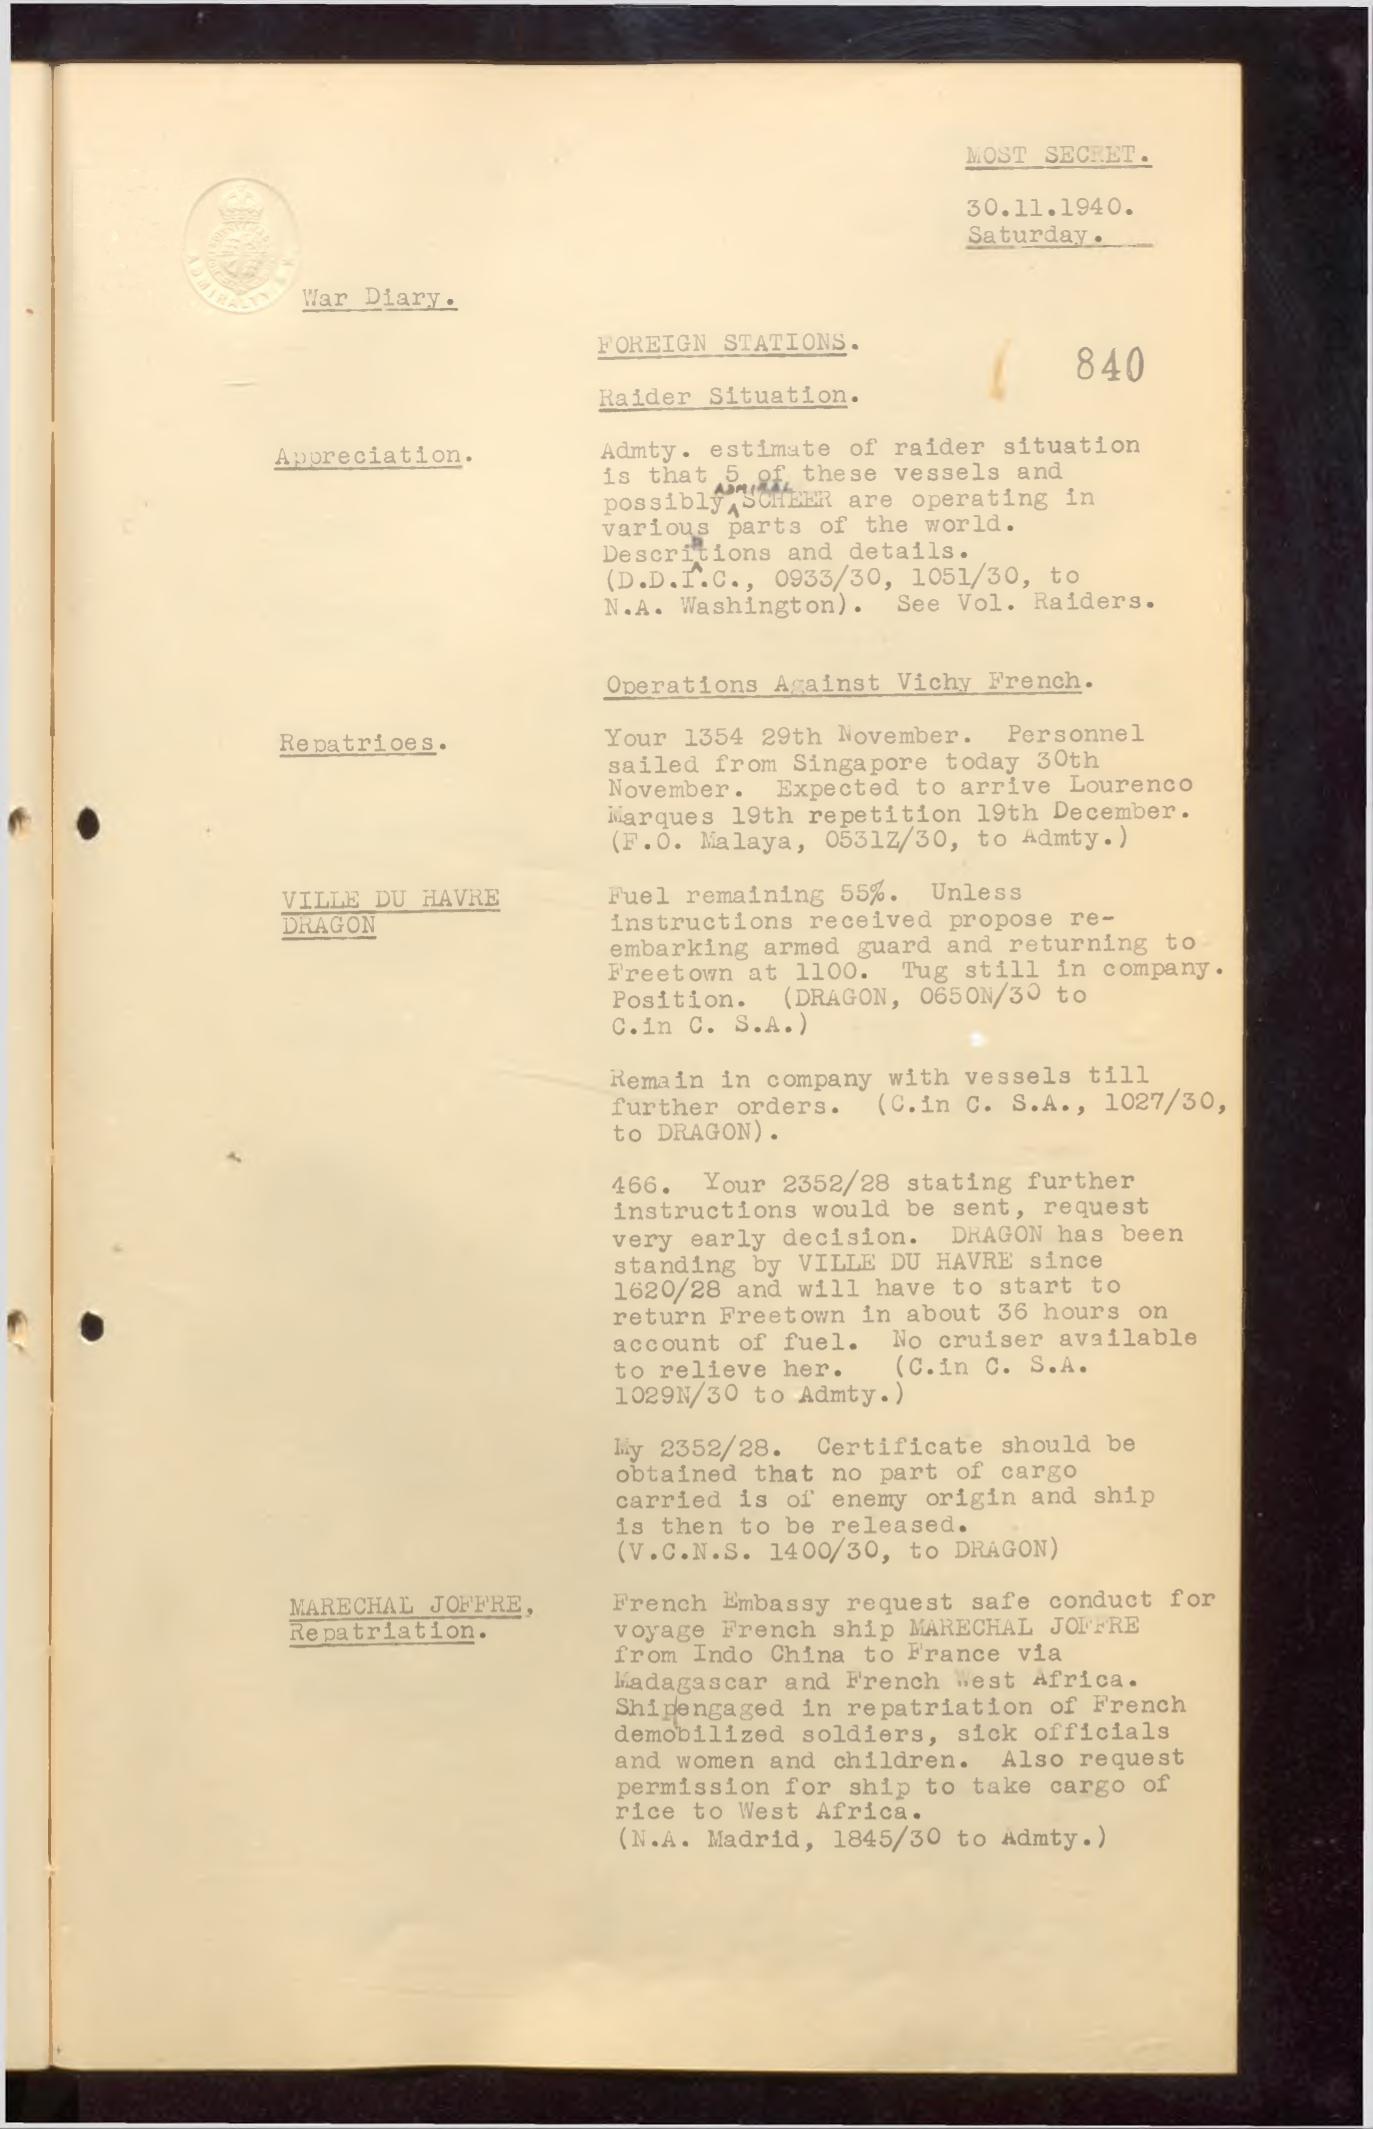 MOST SECRET.
30.11.1940.
Saturday.
ADMIRALTY
War Diary.
FOREIGN STATIONS.
840
Raider Situation.
Appreciation.
Admty. estimate of raider situation
is that 5 of these vessels and
possibly ADMIRAL SCHEER are operating in
various parts of the world.
Descriptions and details.
(D.D.I.C., 0933/30, 1051/30, to
N.A. Washington). See Vol. Raiders.
Operations Against Vichy French.
Repatrioes.
Your 1354 29th November. Personnel
sailed from Singapore today 30th
November. Expected to arrive Lourenco
Marques 19th repetition 19th December.
(F.O. Malaya, 0531Z/30, to Admty.)
VILLE DU HAVRE
DRAGON
Fuel remaining 55%. Unless
instructions received propose re-
embarking armed guard and returning to
Freetown at 1100. Tug still in company.
Position. (DRAGON, 0650N/30 to
C.in C. S.A.)
Remain in company with vessels till
further orders. (C.in C. S.A., 1027/30,
to DRAGON).
466. Your 2352/28 stating further
instructions would be sent, request
very early decision. DRAGON has been
standing by VILLE DU HAVRE since
1620/28 and will have to start to
return Freetown in about 36 hours on
account of fuel. No cruiser available
to relieve her. (C.in C. S.A.
1029N/30 to Admty.)
My 2352/28. Certificate should be
obtained that no part of cargo
carried is of enemy origin and ship
is then to be released.
(V.C.N.S. 1400/30, to DRAGON)
MARECHAL JOFFRE,
Repatriation.
French Embassy request safe conduct for
voyage French ship MARECHAL JOFFRE
from Indo China to France via
Madagascar and French West Africa.
Ship engaged in repatriation of French
demobilized soldiers, sick officials
and women and children. Also request
permission for ship to take cargo of
rice to West Africa.
(N.A. Madrid, 1845/30 to Admty.)